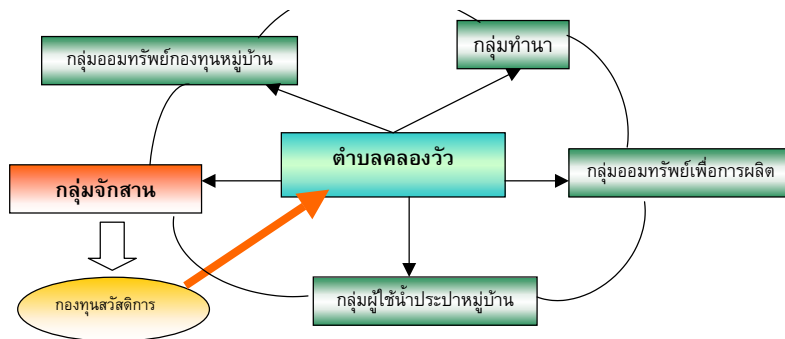 กลุ่มทำนา
กลุ่มออมทรัพย์กองทุนหมู่บ้าน
ตำบลคลองวัว
กลุ่มออมทรัพย์เพื่อการผลิต
กลุ่มจักสาน
กลุ่มผู้ใช้น้ำประปาหมู่บ้าน
กองทุนสวัสติการ